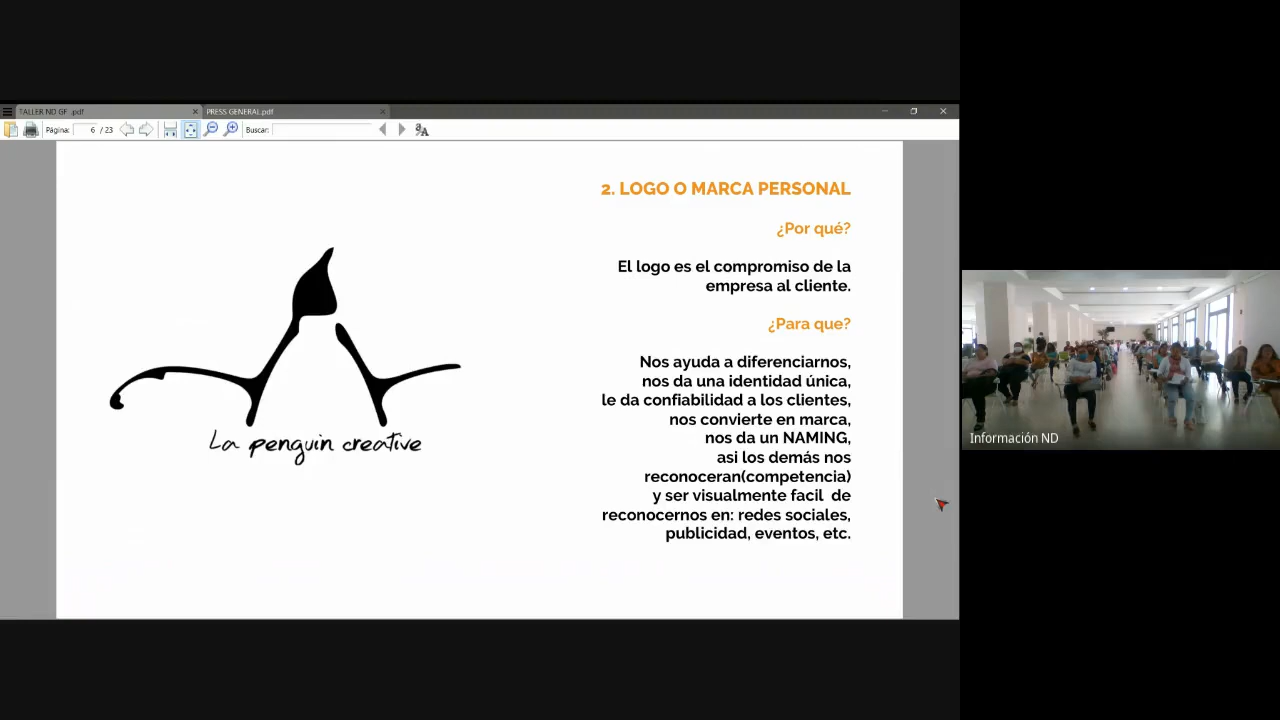 TALLER ND GF .pdf
PRESS GENERAL.pdf
Página: 6 / 23 Buscar:
2. LOGO O MARCA PERSONAL
¿Por qué?
El logo es el compromiso de la
empresa al cliente.
¿Para que?
Nos ayuda a diferenciarnos,
nos da una identidad única,
le da confiabilidad a los clientes,
nos convierte en marca,
nos da un NAMING,
asi los demás nos
reconoceran(competencia)
y ser visualmente facil de
reconocernos en: redes sociales,
publicidad, eventos, etc.
La penguin creative
Información ND